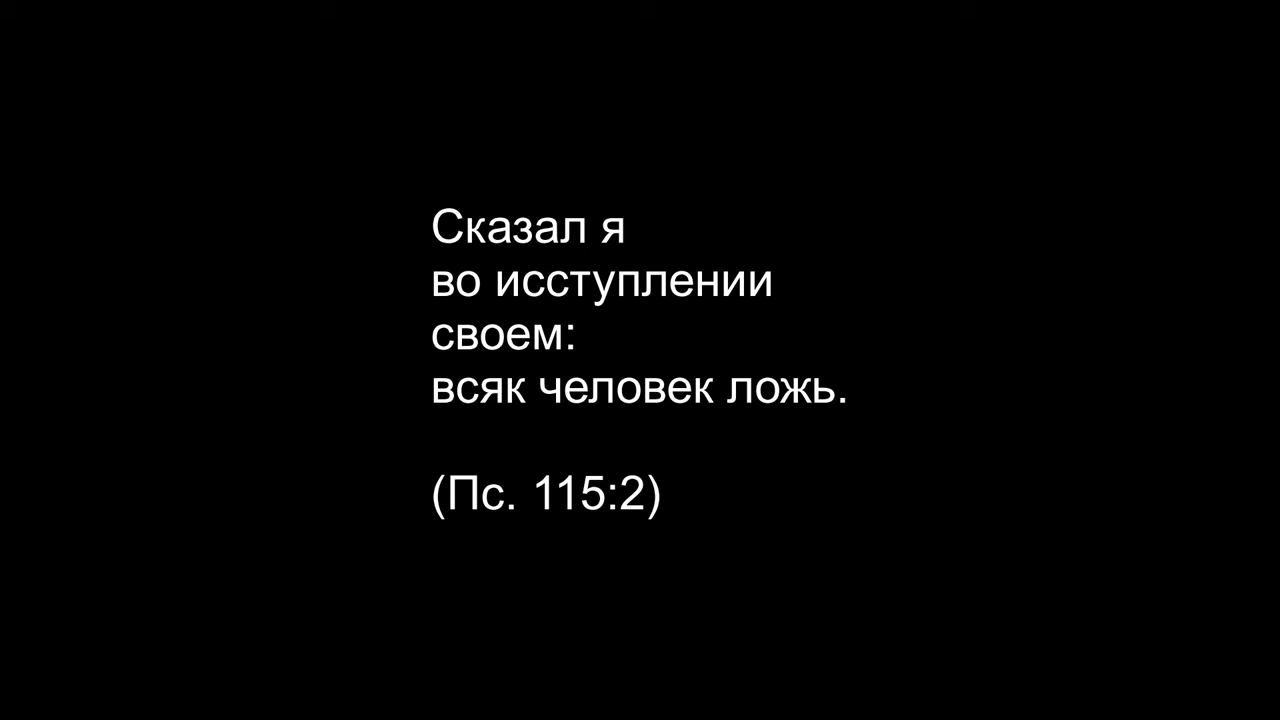 Сказал я
во исступлении
своем:
всяк человек ложь.
(Пс. 115:2)